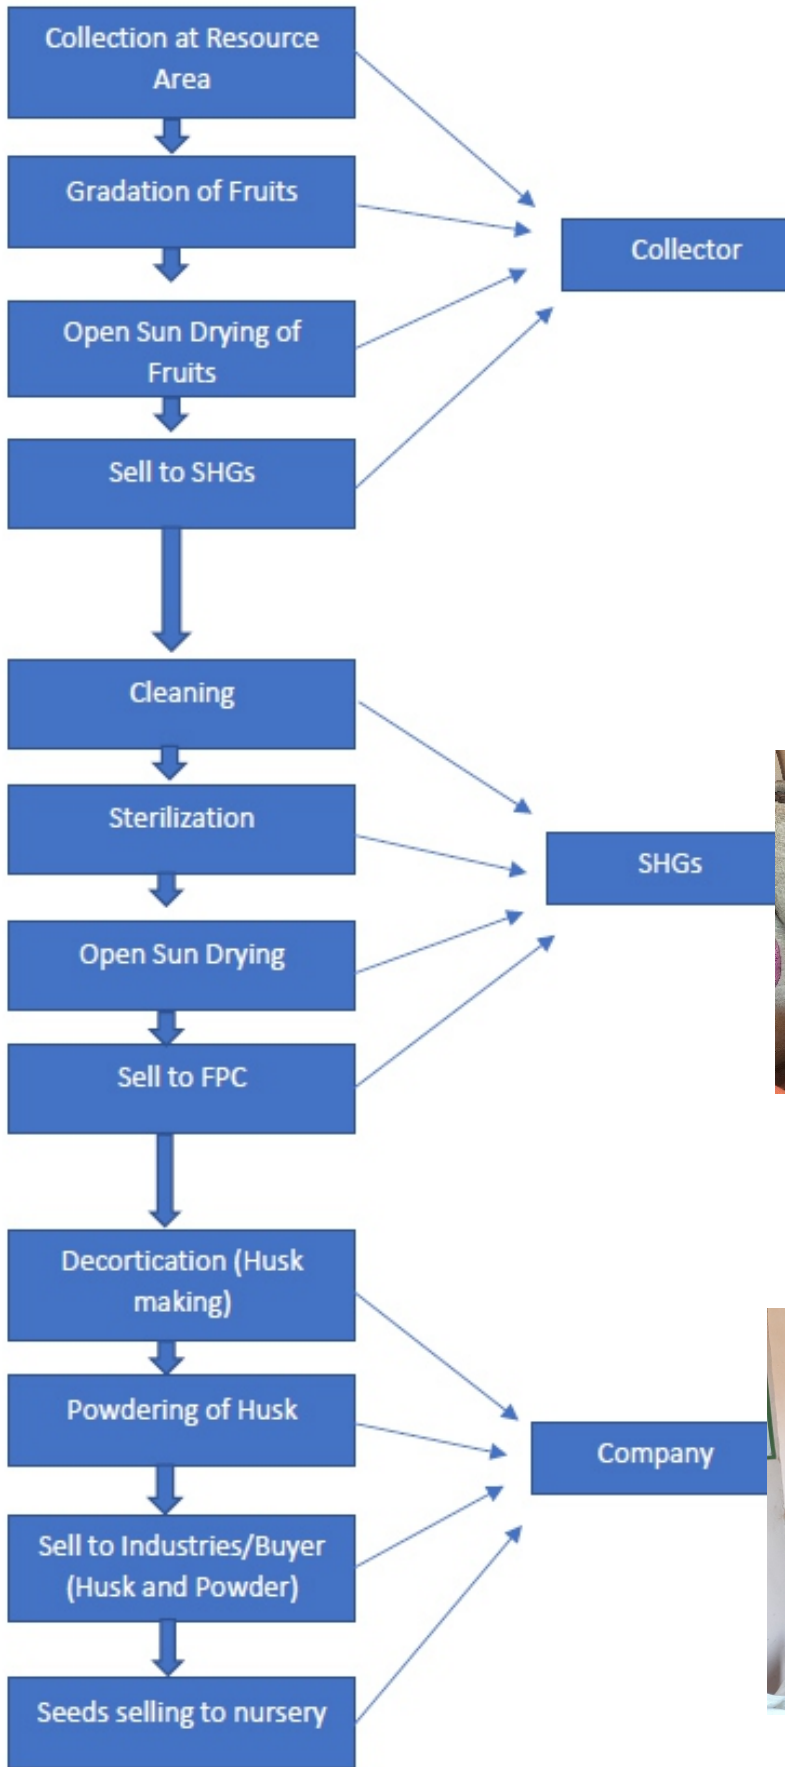 Collection at Resource
Area
Gradation of Fruits
Collector
Open Sun Drying of
Fruits
Sell to SHGs
Cleaning
Sterilization
SHGs
Open Sun Drying
Sell to FPC
Decortication (Husk
making)
Powdering of Husk
Company
Sell to Industries/Buyer
(Husk and Powder)
Seeds selling to nursery